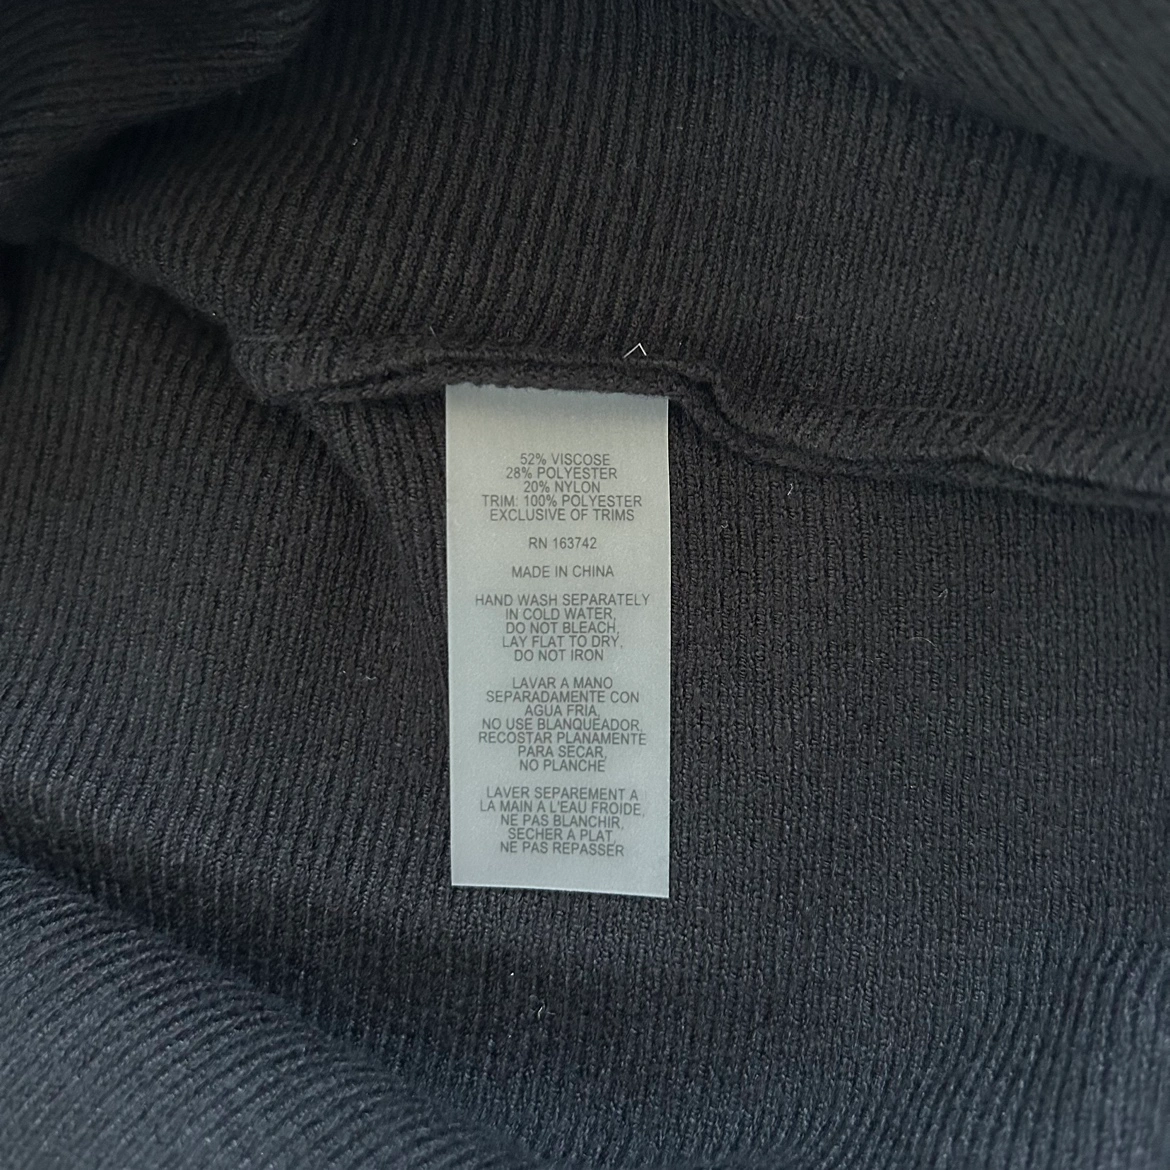 52% VISCOSE
28% POLYESTER
20% NYLON
TRIM: 100% POLYESTER
EXCLUSIVE OF TRIMS
RN 163742
MADE IN CHINA
HAND WASH SEPARATELY
IN COLD WATER,
DO NOT BLEACH,
LAY FLAT TO DRY,
DO NOT IRON
LAVAR A MANO
SEPARADAMENTE CON
AGUA FRIA,
NO USE BLANQUEADOR,
RECOSTAR PLANAMENTE
PARA SECAR,
NO PLANCHE
LAVER SEPAREMENT A
LA MAIN A L'EAU FROIDE,
NE PAS BLANCHIR,
SECHER A PLAT,
NE PAS REPASSER